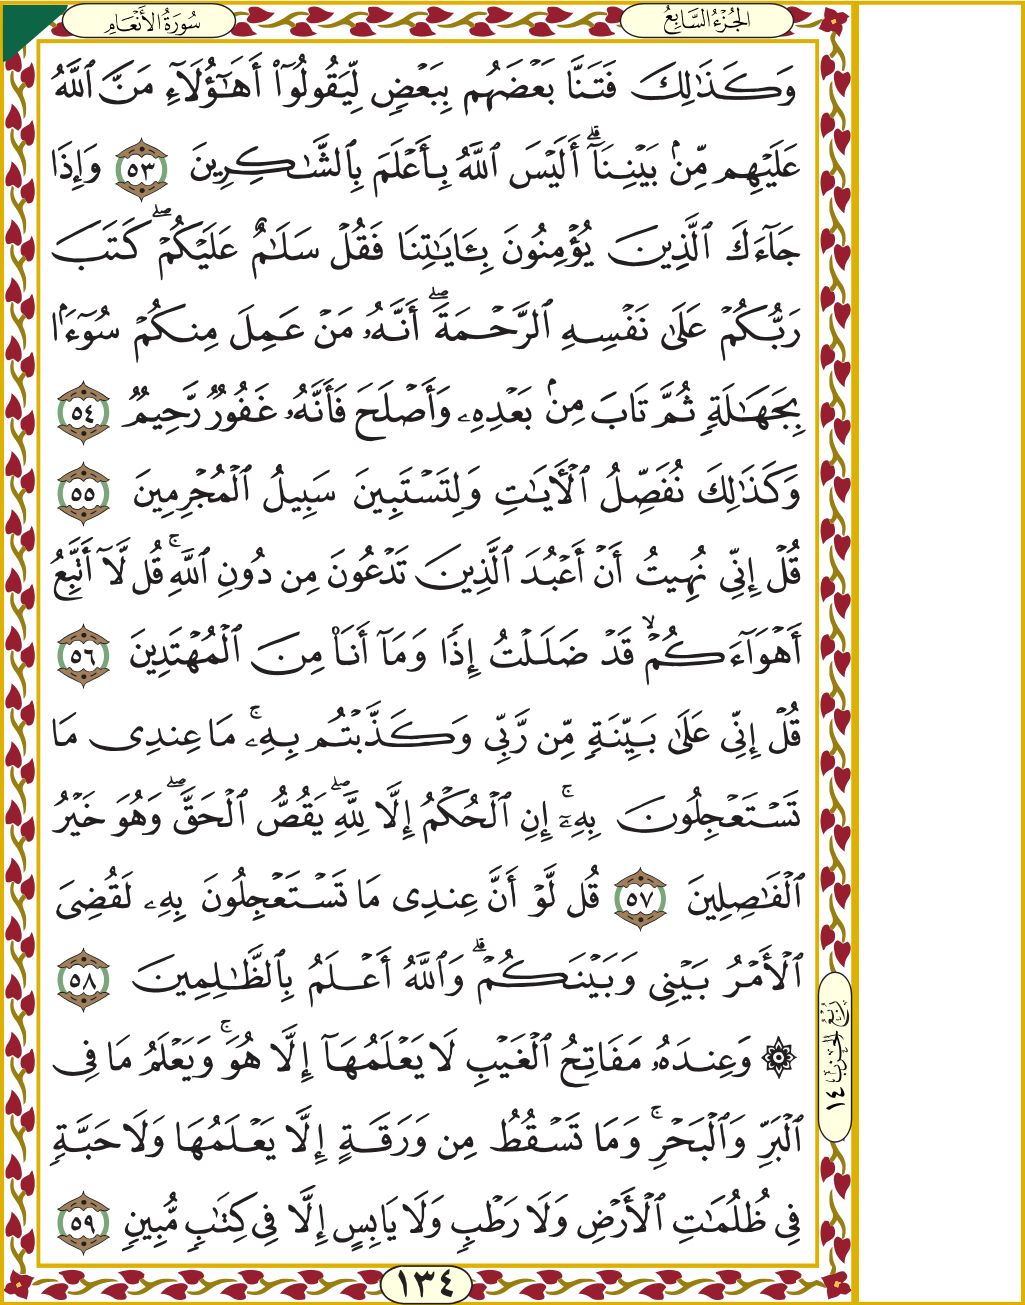 الجُزْءُ السَّابِعُ
سُورَةُ الأَنْعَامِ
وَكَذَٰلِكَ فَتَنَّا بَعْضَهُم بِبَعْضٍ لِّيَقُولُوٓا۟ أَهَٰٓؤُلَآءِ مَنَّ ٱللَّهُ
عَلَيْهِم مِّنۢ بَيْنِنَآ ۗ أَلَيْسَ ٱللَّهُ بِأَعْلَمَ بِٱلشَّٰكِرِينَ ٥٣ وَإِذَا
جَآءَكَ ٱلَّذِينَ يُؤْمِنُونَ بِـَٔايَٰتِنَا فَقُلْ سَلَٰمٌ عَلَيْكُمْ ۖ كَتَبَ
رَبُّكُمْ عَلَىٰ نَفْسِهِ ٱلرَّحْمَةَ ۖ أَنَّهُۥ مَنْ عَمِلَ مِنكُمْ سُوٓءًۢا
بِجَهَٰلَةٍ ثُمَّ تَابَ مِنۢ بَعْدِهِۦ وَأَصْلَحَ فَأَنَّهُۥ غَفُورٌ رَّحِيمٌ ٥٤
وَكَذَٰلِكَ نُفَصِّلُ ٱلْأَيَٰتِ وَلِتَسْتَبِينَ سَبِيلُ ٱلْمُجْرِمِينَ ٥٥
قُلْ إِنِّى نُهِيتُ أَنْ أَعْبُدَ ٱلَّذِينَ تَدْعُونَ مِن دُونِ ٱللَّهِ ۚ قُل لَّآ أَتَّبِعُ
أَهْوَآءَكُمْ ۙ قَدْ ضَلَلْتُ إِذًا وَمَآ أَنَا۠ مِنَ ٱلْمُهْتَدِينَ ٥٦
قُلْ إِنِّى عَلَىٰ بَيِّنَةٍ مِّن رَّبِّى وَكَذَّبْتُم بِهِۦ ۚ مَا عِندِى مَا
تَسْتَعْجِلُونَ بِهِۦٓ ۚ إِنِ ٱلْحُكْمُ إِلَّا لِلَّهِ ۖ يَقُصُّ ٱلْحَقَّ ۖ وَهُوَ خَيْرُ
ٱلْفَٰصِلِينَ ٥٧ قُل لَّوْ أَنَّ عِندِى مَا تَسْتَعْجِلُونَ بِهِۦ لَقُضِىَ
ٱلْأَمْرُ بَيْنِى وَبَيْنَكُمْ ۗ وَٱللَّهُ أَعْلَمُ بِٱلظَّٰلِمِينَ ٥٨
۞ وَعِندَهُۥ مَفَاتِحُ ٱلْغَيْبِ لَا يَعْلَمُهَآ إِلَّا هُوَ ۚ وَيَعْلَمُ مَا فِى
ٱلْبَرِّ وَٱلْبَحْرِ ۚ وَمَا تَسْقُطُ مِن وَرَقَةٍ إِلَّا يَعْلَمُهَا وَلَا حَبَّةٍ
فِى ظُلُمَٰتِ ٱلْأَرْضِ وَلَا رَطْبٍ وَلَا يَابِسٍ إِلَّا فِى كِتَٰبٍ مُّبِينٍ ٥٩
رُبْعُ الحِزْبِ ١٤
١٣٤